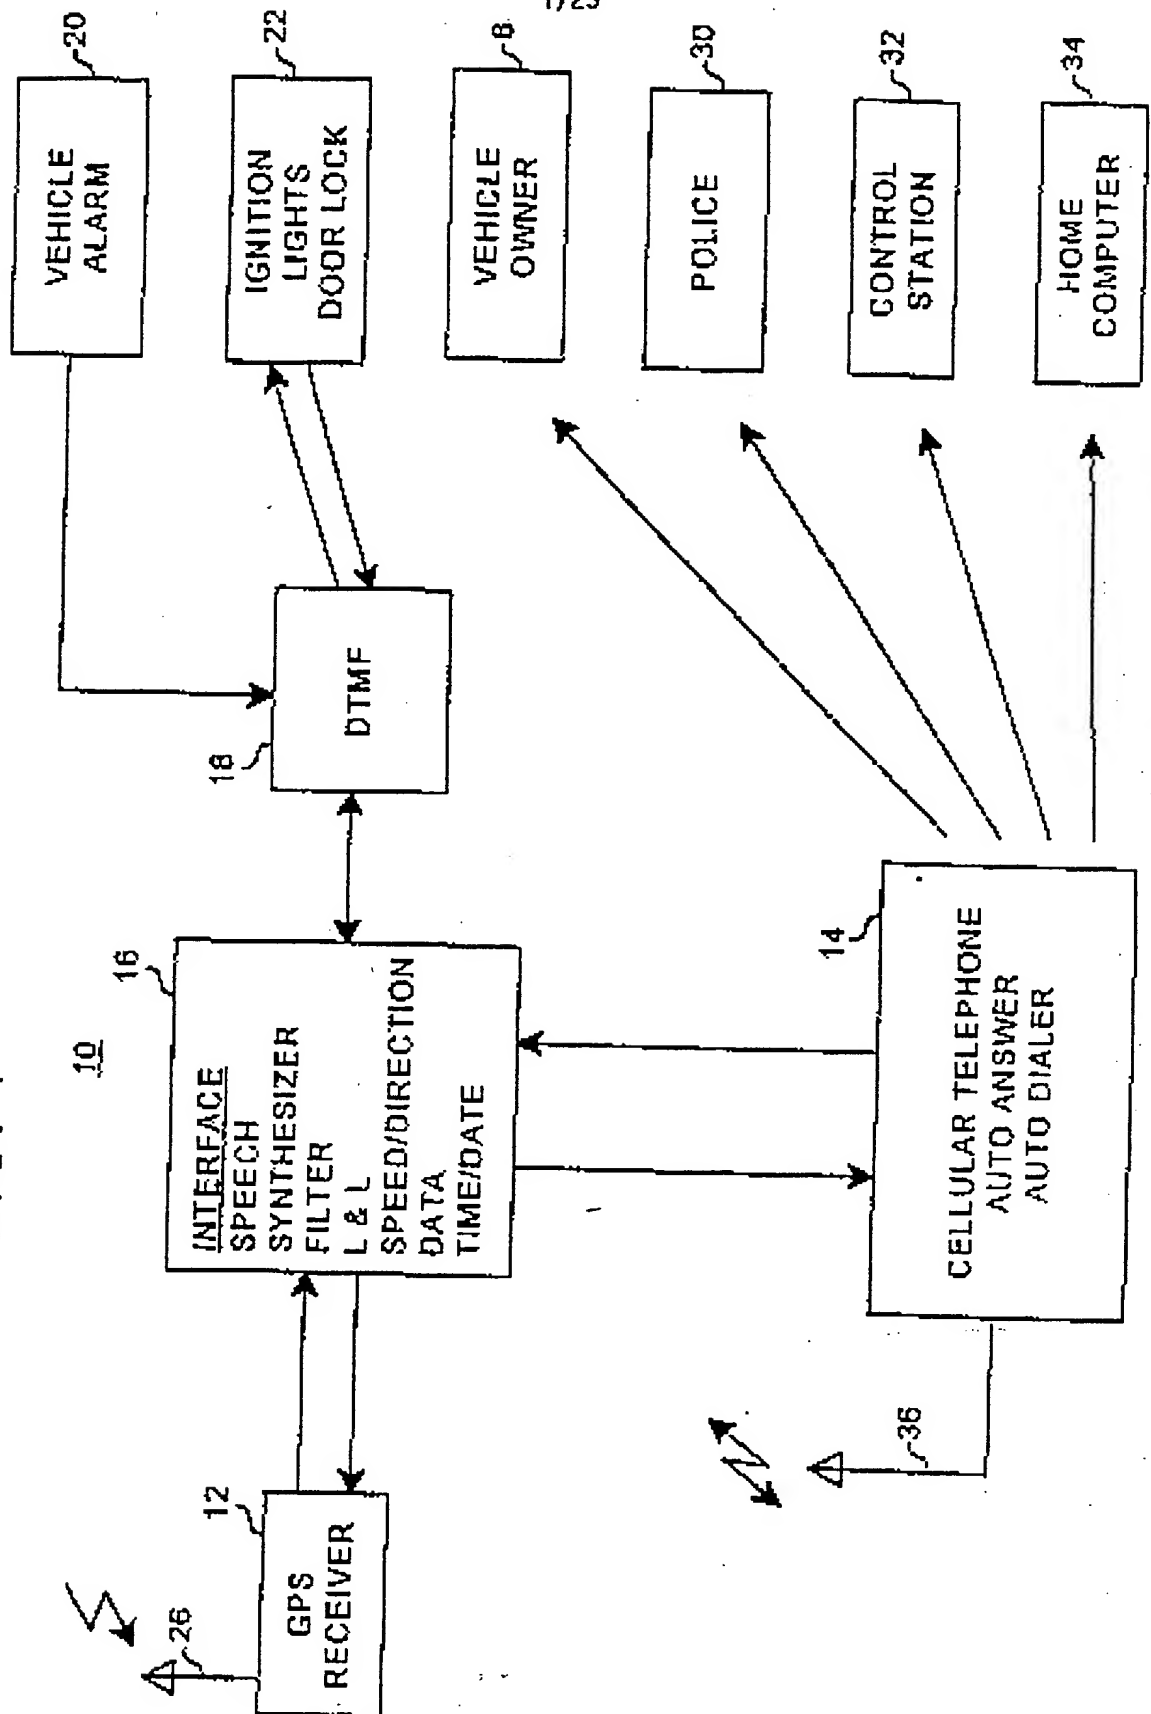 1/25
10
20
VEHICLE
ALARM
22
IGNITION
LIGHTS
DOOR LOCK
8
VEHICLE
OWNER
30
POLICE
32
CONTROL
STATION
34
HOME
COMPUTER
18
DTMF
16
INTERFACE
SPEECH
SYNTHESIZER
FILTER
L & L
SPEED/DIRECTION
DATA
TIME/DATE
12
GPS
RECEIVER
26
14
CELLULAR TELEPHONE
AUTO ANSWER
AUTO DIALER
36